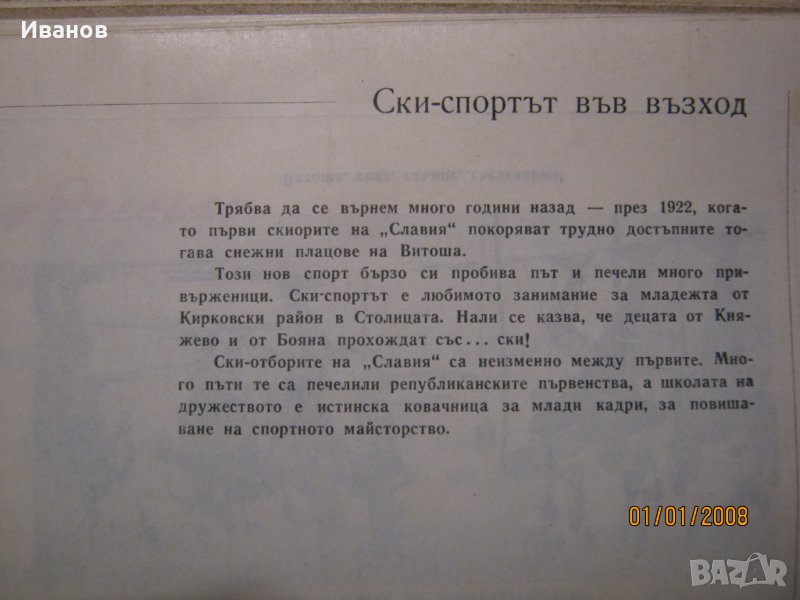 Иванов
Ски-спортът във възход
Трябва да се върнем много години назад — през 1922, кога-
то първи скиорите на „Славия“ покоряват трудно достъпните то-
гава снежни плацове на Витоша.
Този нов спорт бързо си пробива път и печели много при-
върженици. Ски-спортът е любимото занимание за младежта от
Кирковски район в Столицата. Нали се казва, че децата от Кня-
жево и от Бояна прохождат със... ски!
Ски-отборите на „Славия“ са неизменно между първите. Мно-
го пъти те са печелили републиканските първенства, а школата на
дружеството е истинска ковачница за млади кадри, за повиша-
ване на спортното майсторство.
01/01/2008
BAZAR